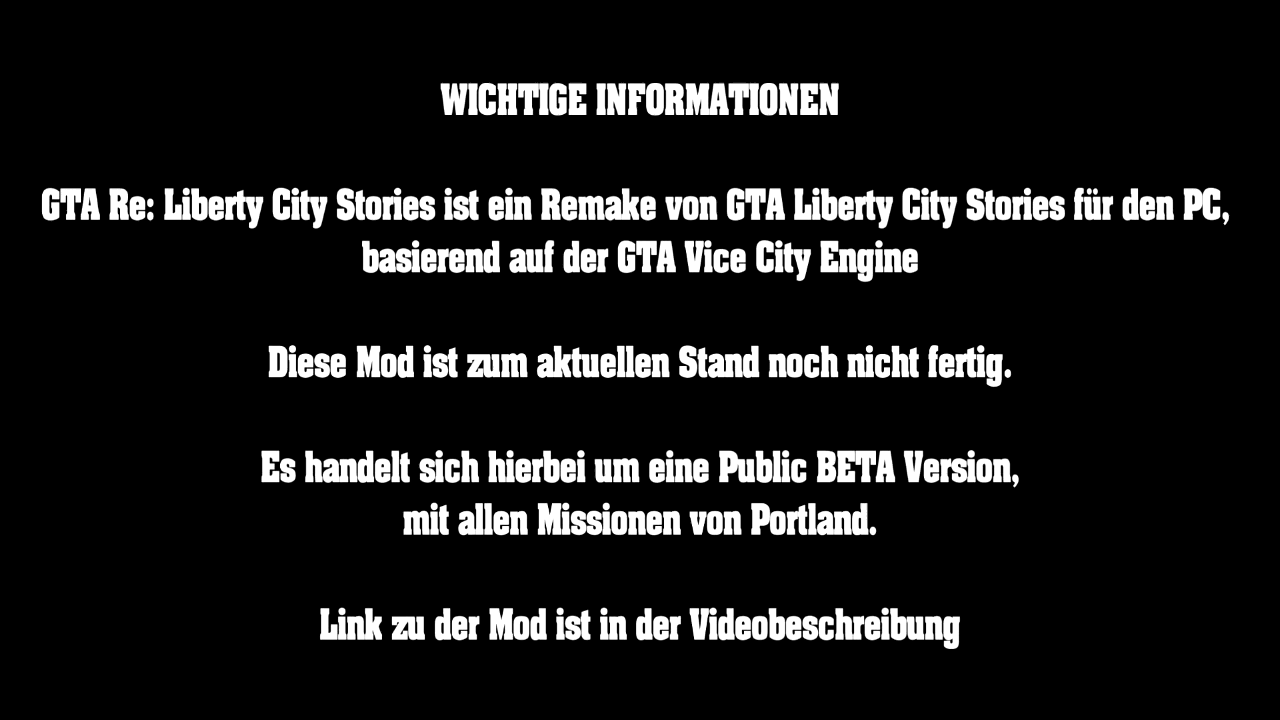 WICHTIGE INFORMATIONEN
GTA Re: Liberty City Stories ist ein Remake von GTA Liberty City Stories für den PC,
basierend auf der GTA Vice City Engine
Diese Mod ist zum aktuellen Stand noch nicht fertig.
Es handelt sich hierbei um eine Public BETA Version,
mit allen Missionen von Portland.
Link zu der Mod ist in der Videobeschreibung